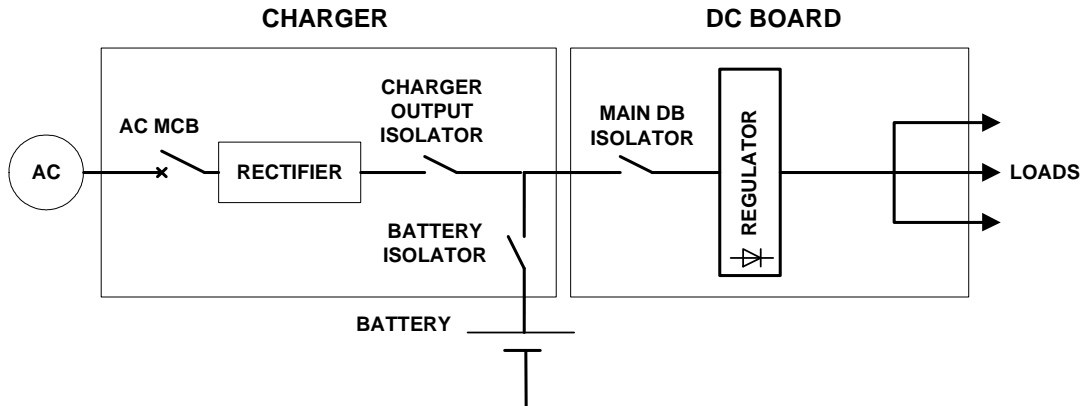 CHARGER
DC BOARD
CHARGER
OUTPUT
ISOLATOR
AC MCB
MAIN DB
ISOLATOR
AC
RECTIFIER
REGULATOR
LOADS
BATTERY
ISOLATOR
BATTERY